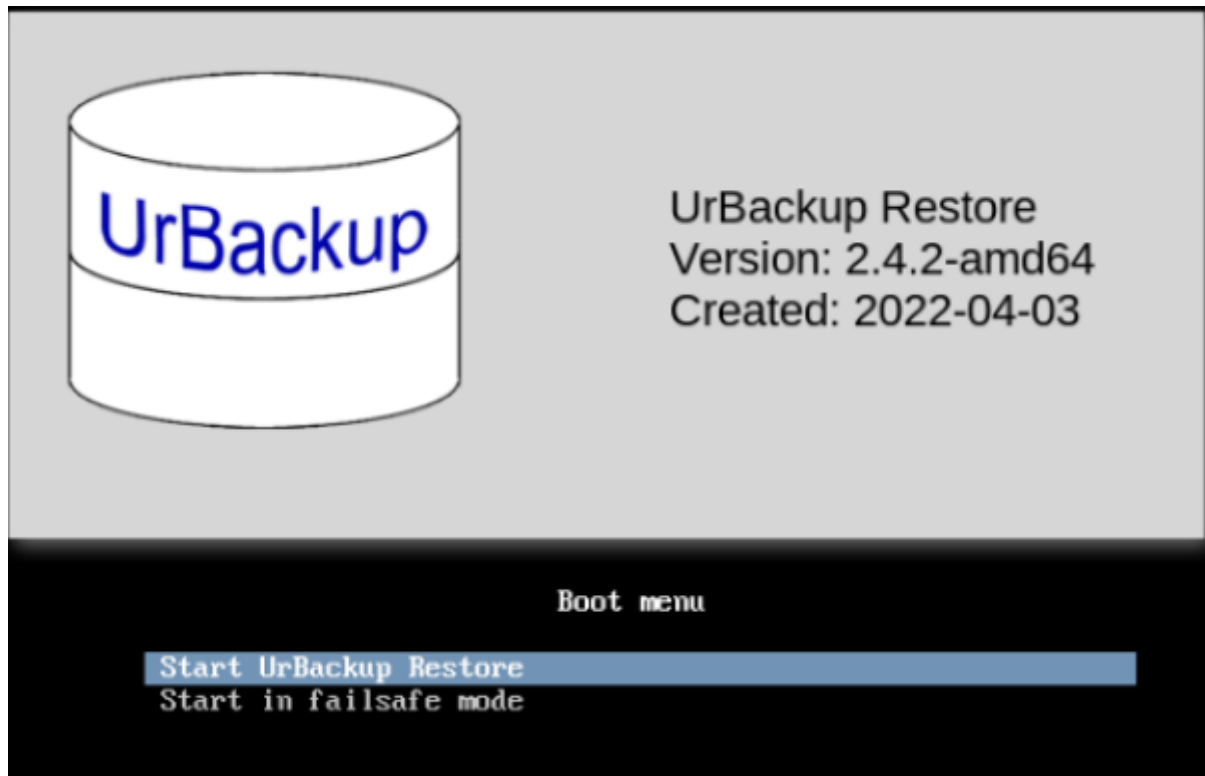 UrBackup
UrBackup Restore
Version: 2.4.2-amd64
Created: 2022-04-03
Boot menu
Start UrBackup Restore
Start in failsafe mode